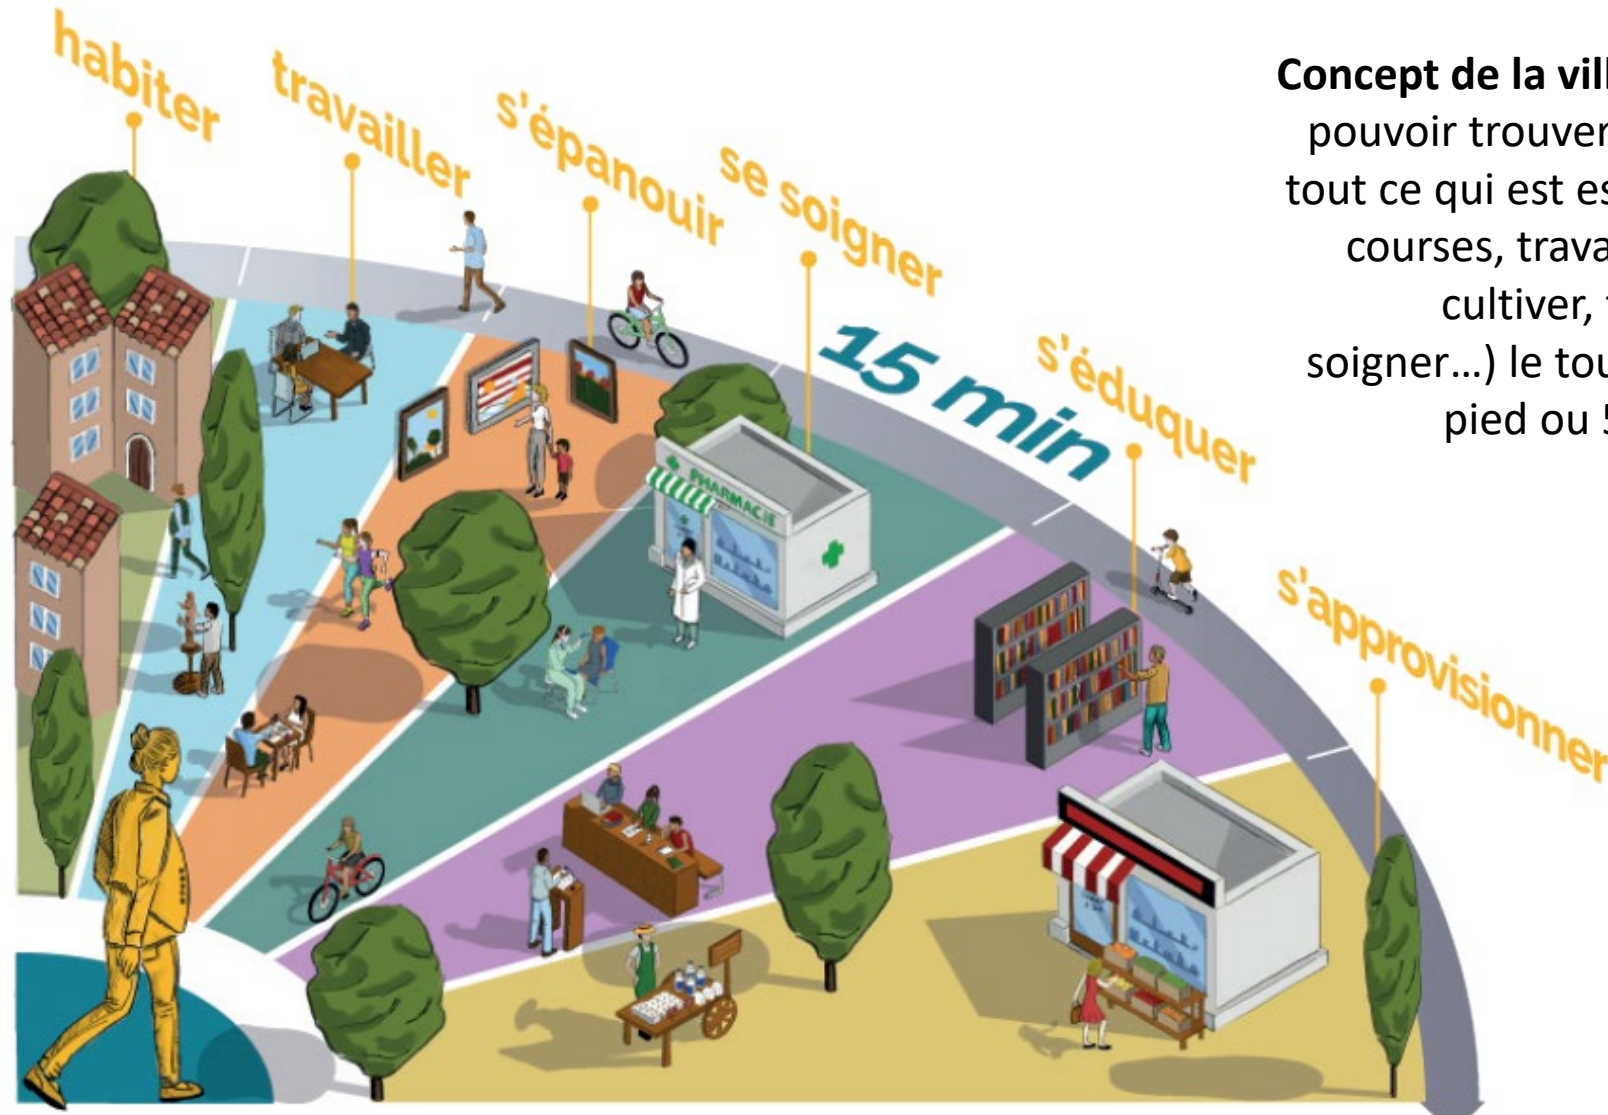 habiter
travailler
s'épanouir
se soigner
15 min
s'éduquer
s'approvisionner
PHARMACIE
Concept de la vill
pouvoir trouver
tout ce qui est es
courses, trava
cultiver,
soigner...) le tou
pied ou 5